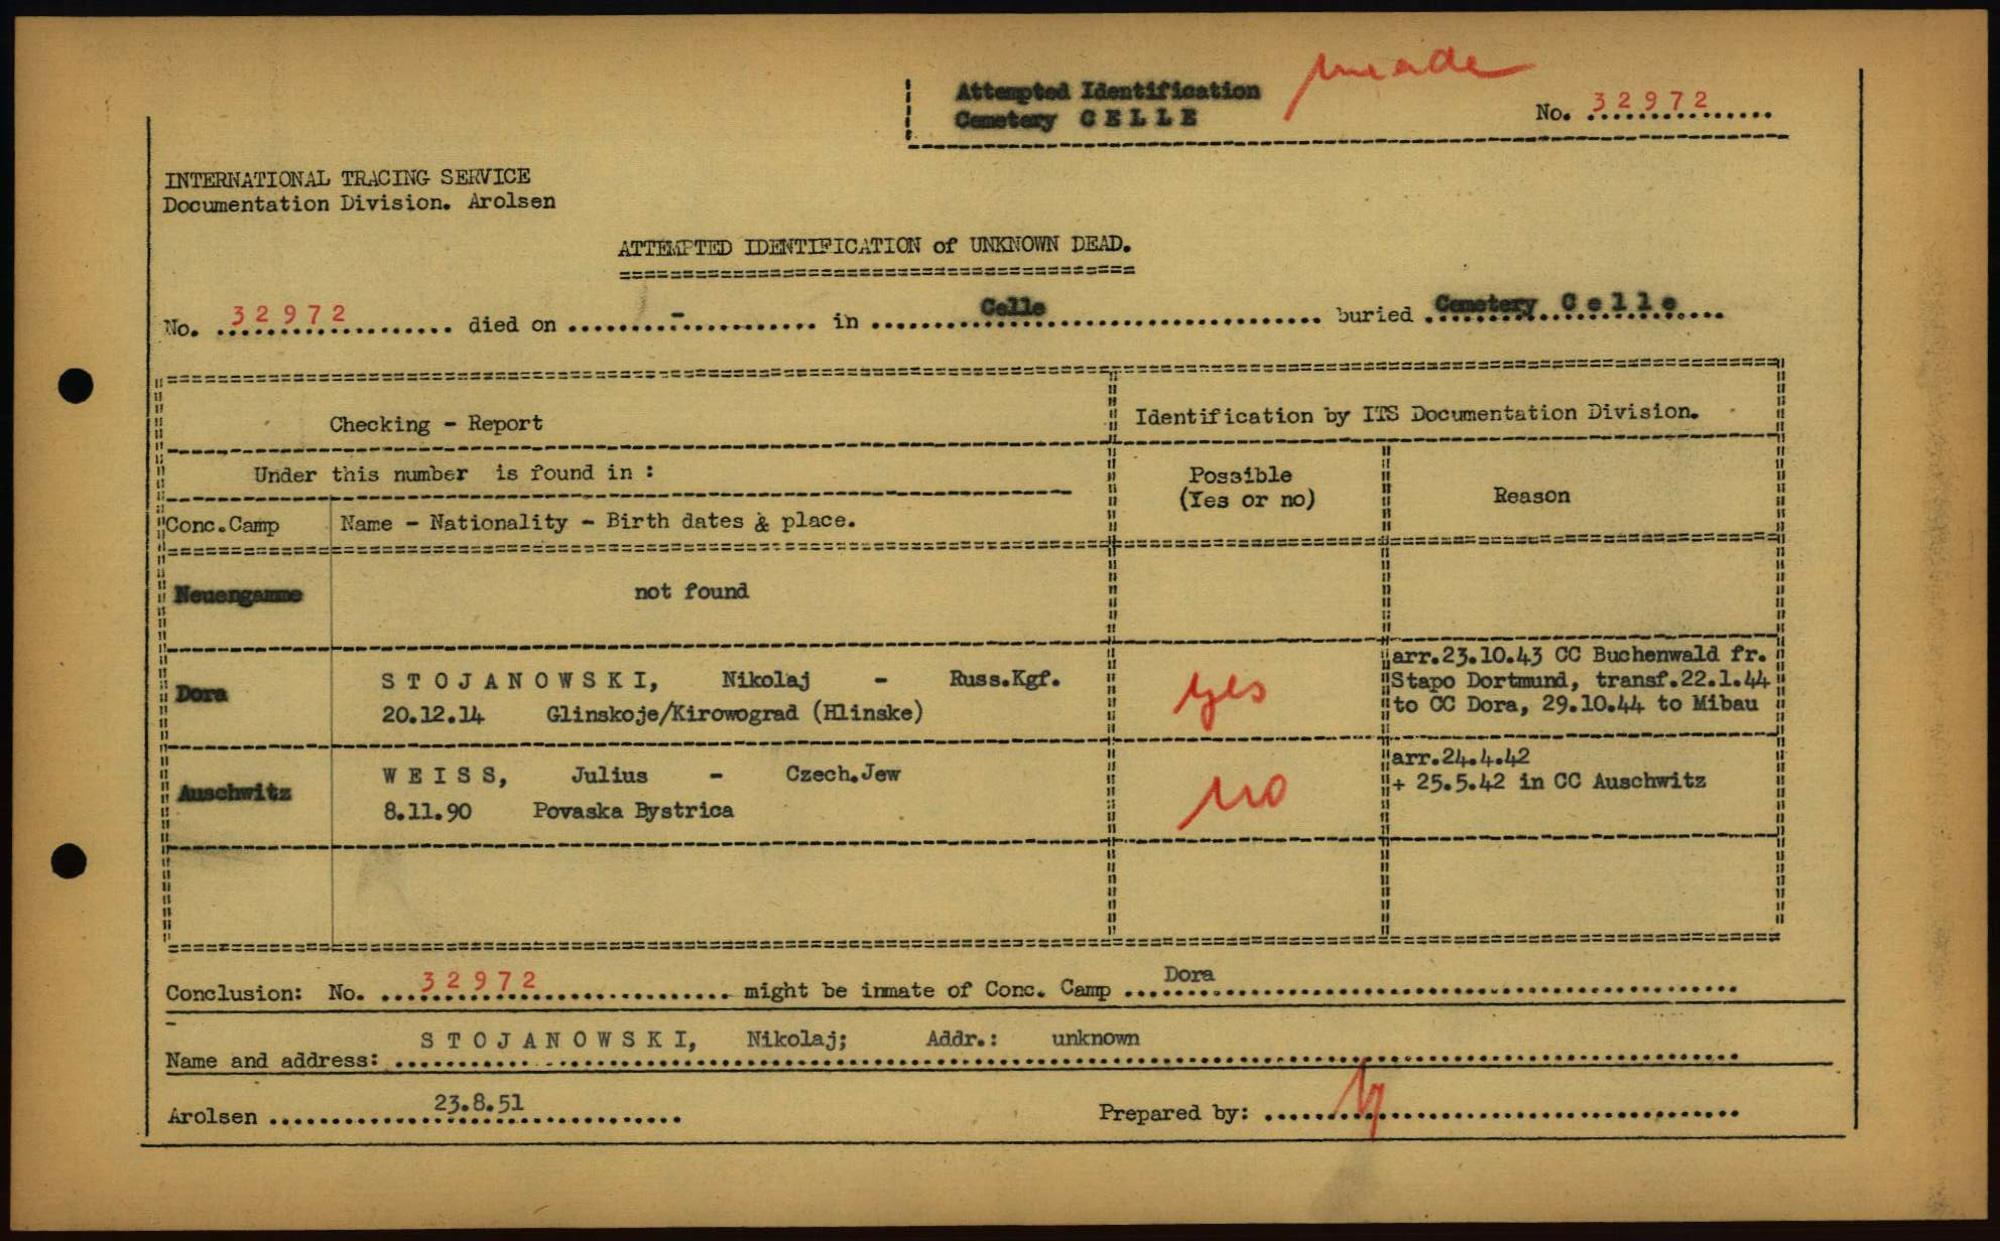 made
Attempted Identification
Cemetery C E L L E
No. 32972
INTERNATIONAL TRACING SERVICE
Documentation Division. Arolsen
ATTEMPTED IDENTIFICATION of UNKNOWN DEAD.
No. 32972 died on - in Celle buried Cemetery C e l l e
Checking - Report
Identification by ITS Documentation Division.
Under this number is found in :
Possible
(Yes or no)
Reason
Conc.Camp
Name - Nationality - Birth dates & place.
Neuengamme
not found
Dora
S T O J A N O W S K I, Nikolaj - Russ.Kgf.
20.12.14 Glinskoje/Kirowograd (Hlinske)
yes
arr.23.10.43 CC Buchenwald fr.
Stapo Dortmund, transf.22.1.44
to CC Dora, 29.10.44 to Mibau
Auschwitz
W E I S S, Julius - Czech.Jew
8.11.90 Povaska Bystrica
no
arr.24.4.42
+ 25.5.42 in CC Auschwitz
Conclusion: No. 32972 might be inmate of Conc. Camp Dora
Name and address: S T O J A N O W S K I, Nikolaj; Addr.: unknown
Arolsen 23.8.51
Prepared by: